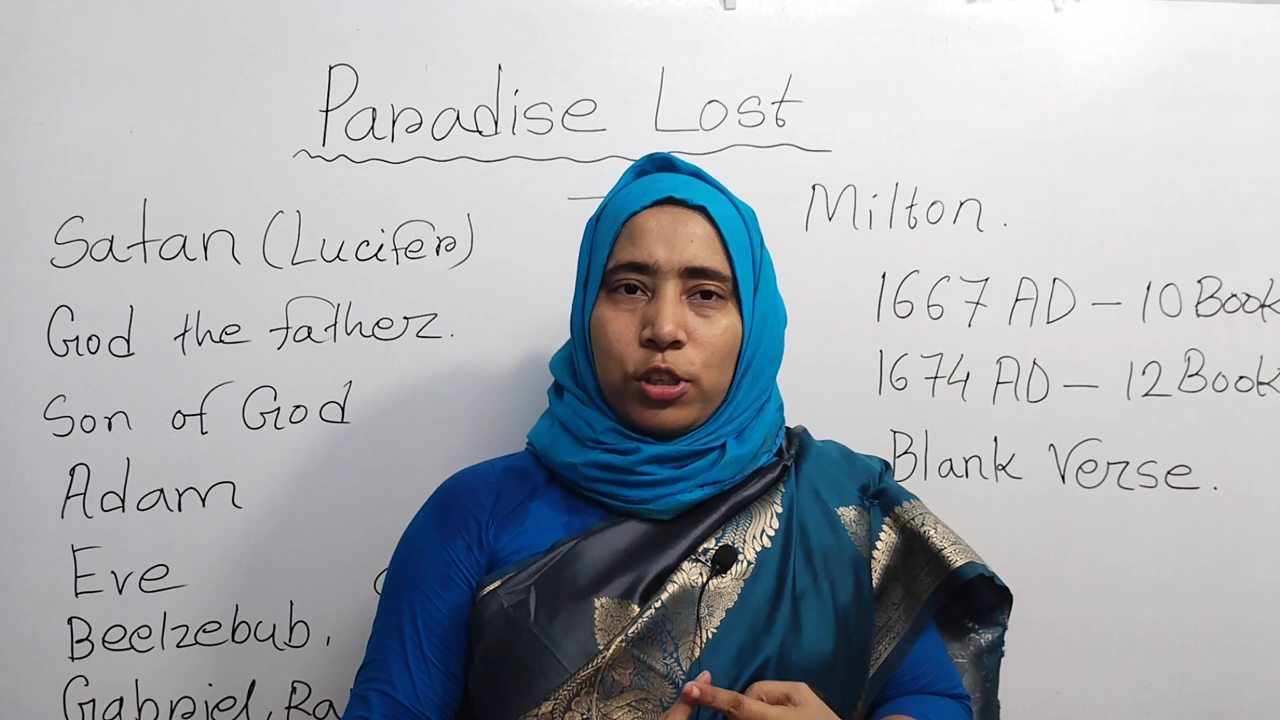 Paradise Lost
— Milton.
Satan (Lucifer)
God the father.
Son of God
Adam
Eve
Beelzebub,
Gabriel,
1667 AD – 10 Book
1674 AD – 12 Book
Blank Verse.